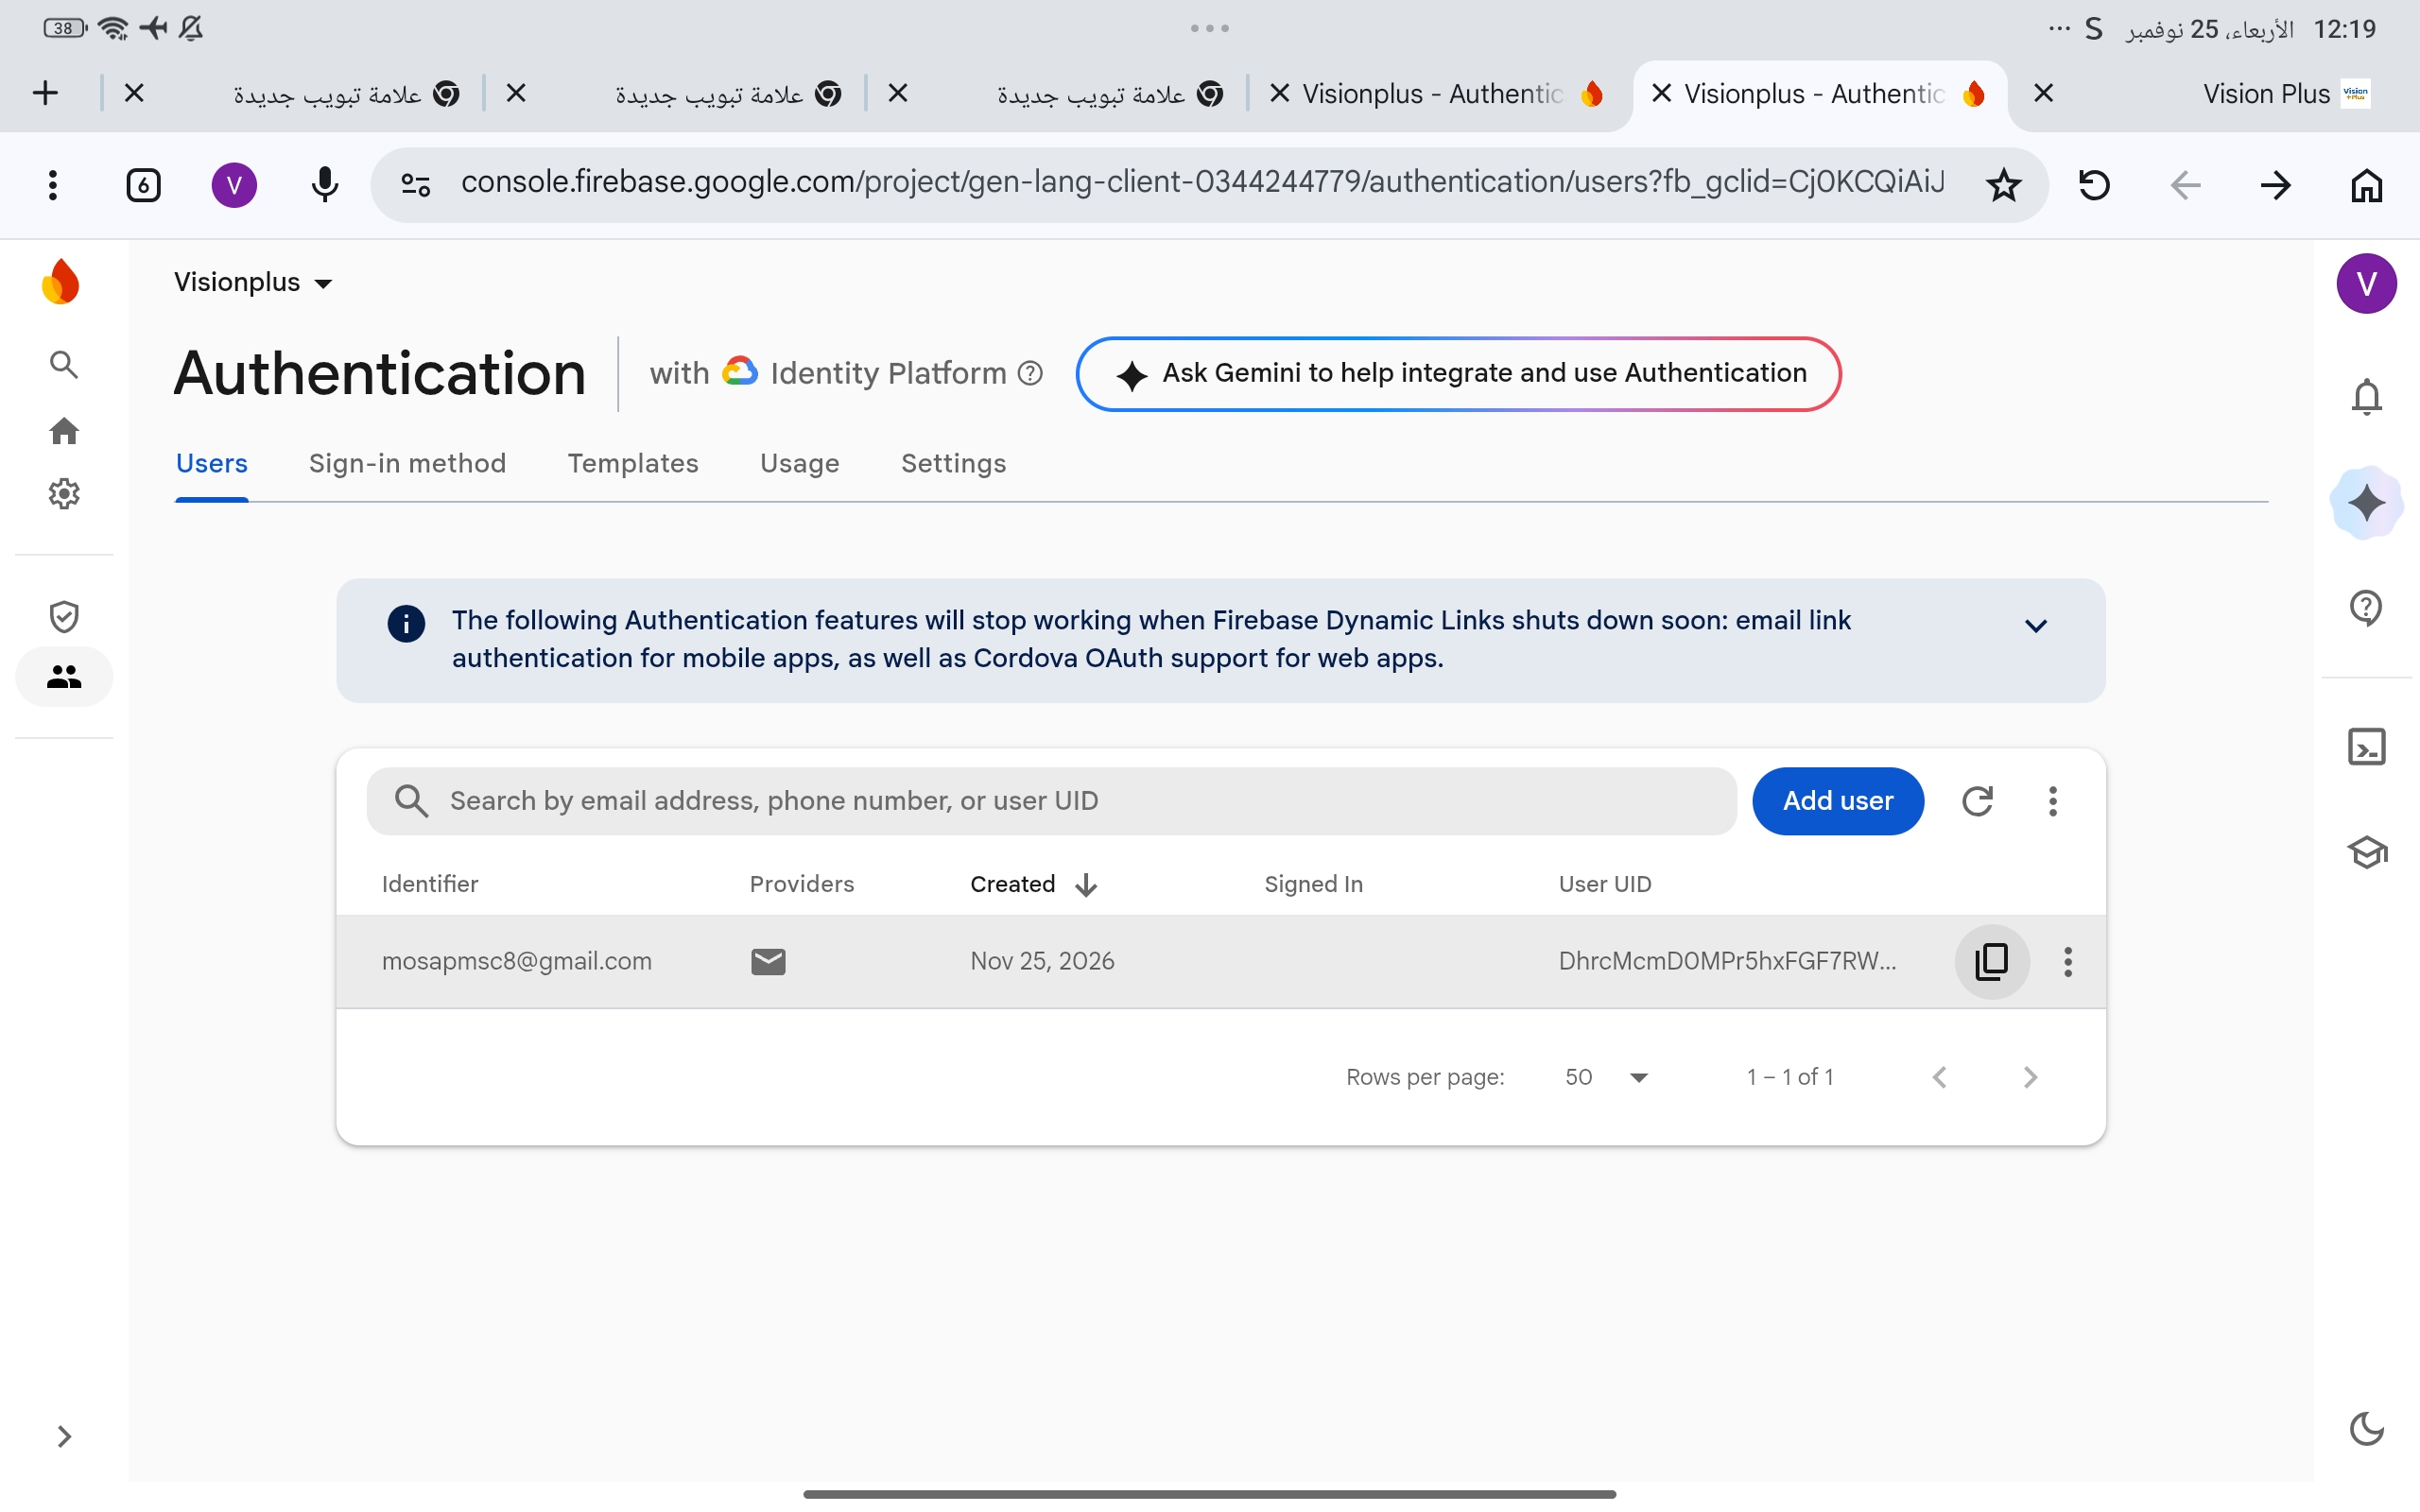 38
12:19 الأربعاء، 25 نوفمبر S
علامة تبويب جديدة
علامة تبويب جديدة
علامة تبويب جديدة
Visionplus - Authentic
Visionplus - Authentic
Vision Plus
Vision +Plus
6
V
console.firebase.google.com/project/gen-lang-client-0344244779/authentication/users?fb_gclid=Cj0KCQiAiJ
Visionplus
V
Authentication
with Identity Platform
Ask Gemini to help integrate and use Authentication
Users Sign-in method Templates Usage Settings
The following Authentication features will stop working when Firebase Dynamic Links shuts down soon: email link
authentication for mobile apps, as well as Cordova OAuth support for web apps.
Search by email address, phone number, or user UID
Add user
Identifier Providers Created Signed In User UID
mosapmsc8@gmail.com Nov 25, 2026 DhrcMcmD0MPr5hxFGF7RW...
Rows per page: 50 1 – 1 of 1